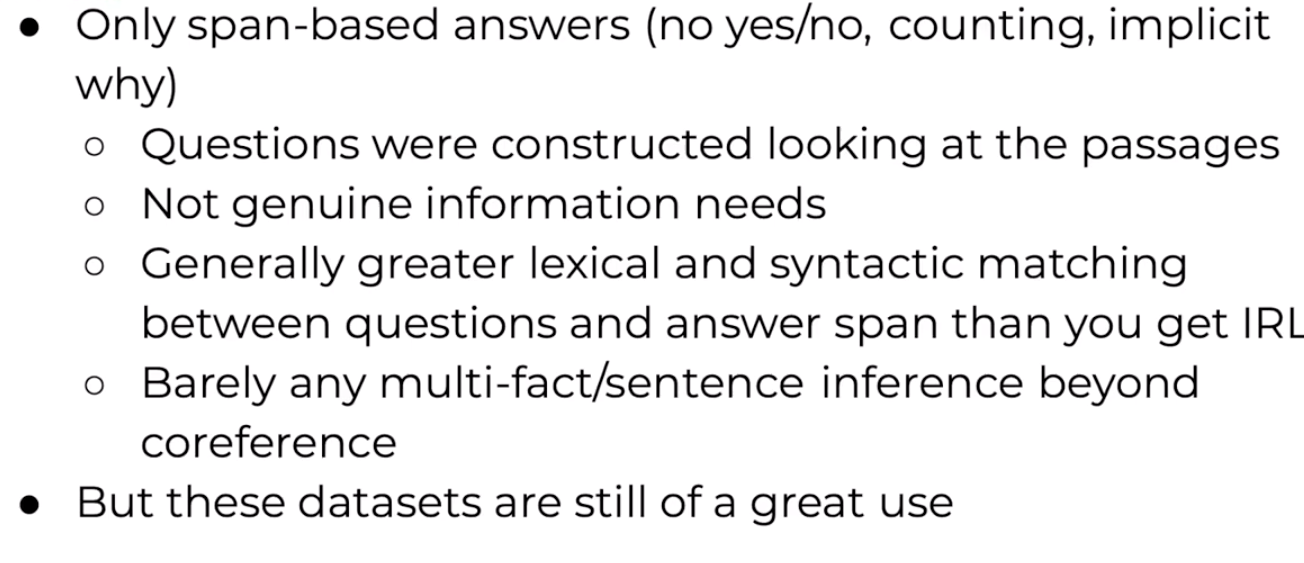 ● Only span-based answers (no yes/no, counting, implicit
why)
○ Questions were constructed looking at the passages
○ Not genuine information needs
○ Generally greater lexical and syntactic matching
between questions and answer span than you get IRL
○ Barely any multi-fact/sentence inference beyond
coreference
● But these datasets are still of a great use